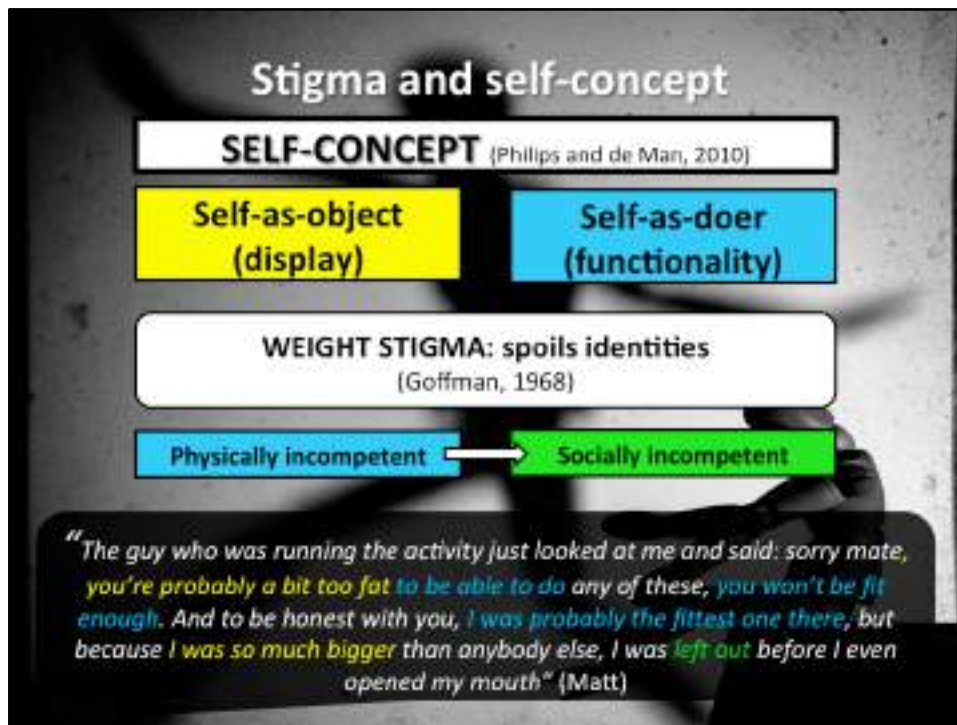 Stigma and self-concept
SELF-CONCEPT (Philips and de Man, 2010)
Self-as-object
(display)
Self-as-doer
(functionality)
WEIGHT STIGMA: spoils identities
(Goffman, 1968)
Physically incompetent
Socially incompetent
“The guy who was running the activity just looked at me and said: sorry mate,
you’re probably a bit too fat to be able to do any of these, you won’t be fit
enough. And to be honest with you, I was probably the fittest one there, but
because I was so much bigger than anybody else, I was left out before I even
opened my mouth“ (Matt)